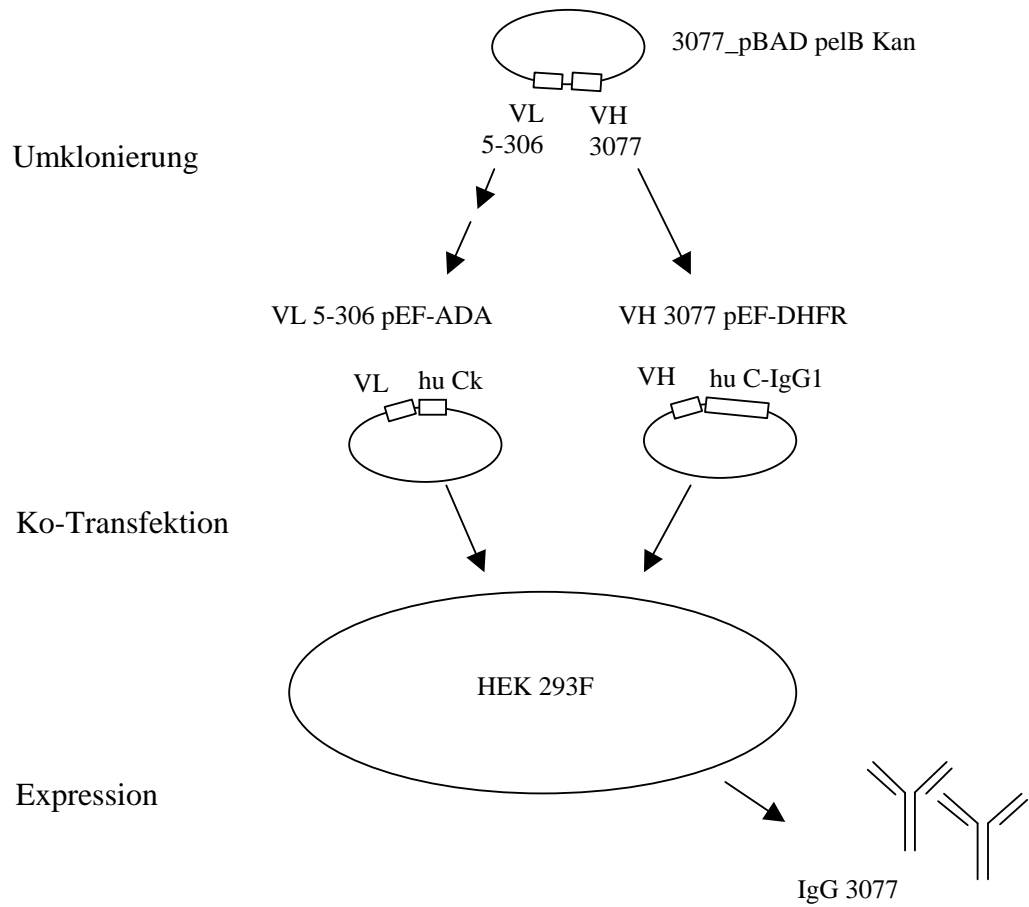 3077_pBAD pelB Kan
VL VH
5-306 3077
Umklonierung
VL 5-306 pEF-ADA VH 3077 pEF-DHFR
VL hu Ck VH hu C-IgG1
Ko-Transfektion
HEK 293F
Expression
IgG 3077